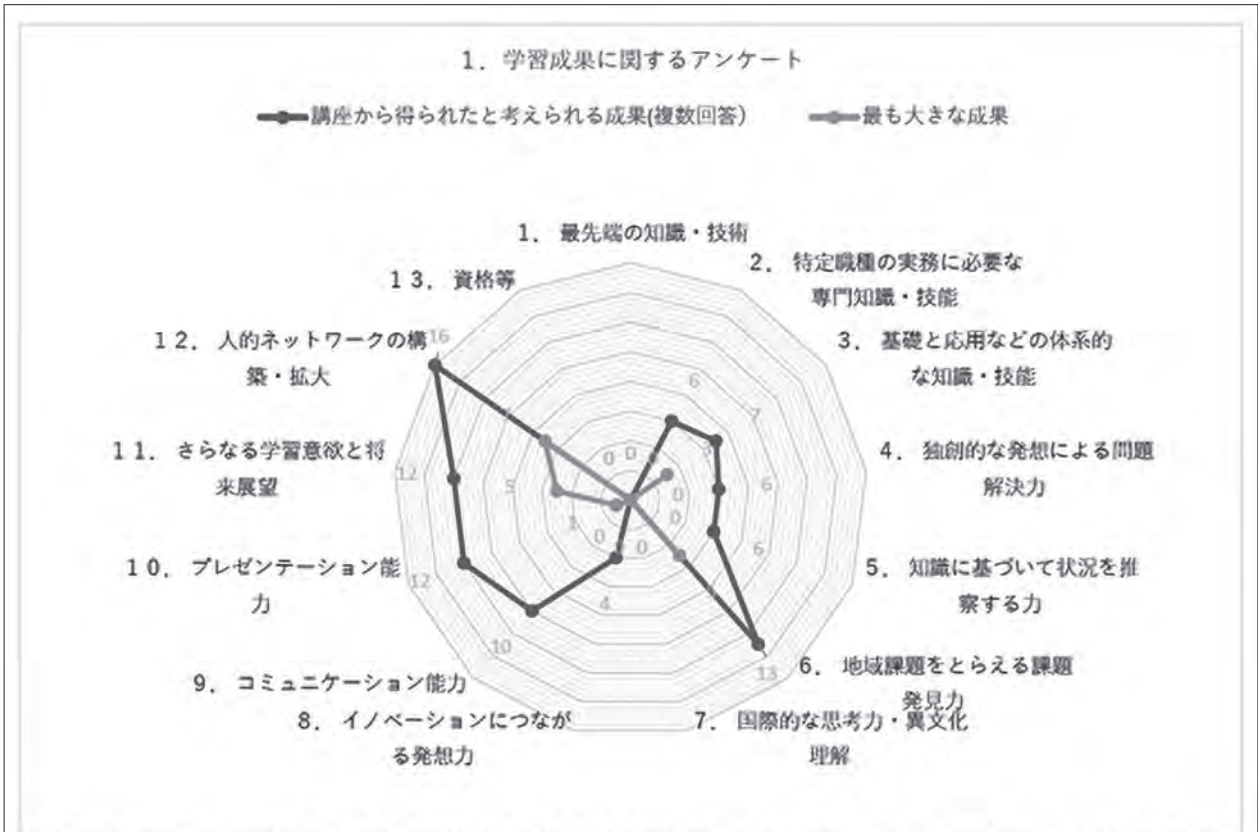 1. 学習成果に関するアンケート
講座から得られたと考えられる成果(複数回答)
最も大きな成果
1. 最先端の知識・技術
2. 特定職種の実務に必要な
専門知識・技能
3. 基礎と応用などの体系的
な知識・技能
4. 独創的な発想による問題
解決力
5. 知識に基づいて状況を推
察する力
6. 地域課題をとらえる課題
発見力
7. 国際的な思考力・異文化
理解
8. イノベーションにつなが
る発想力
9. コミュニケーション能力
10. プレゼンテーション能
力
11. さらなる学習意欲と将
来展望
12. 人的ネットワークの構
築・拡大
13. 資格等
16
6
7
6
6
13
4
10
12
12
5
1
0
0
0
0
0
0